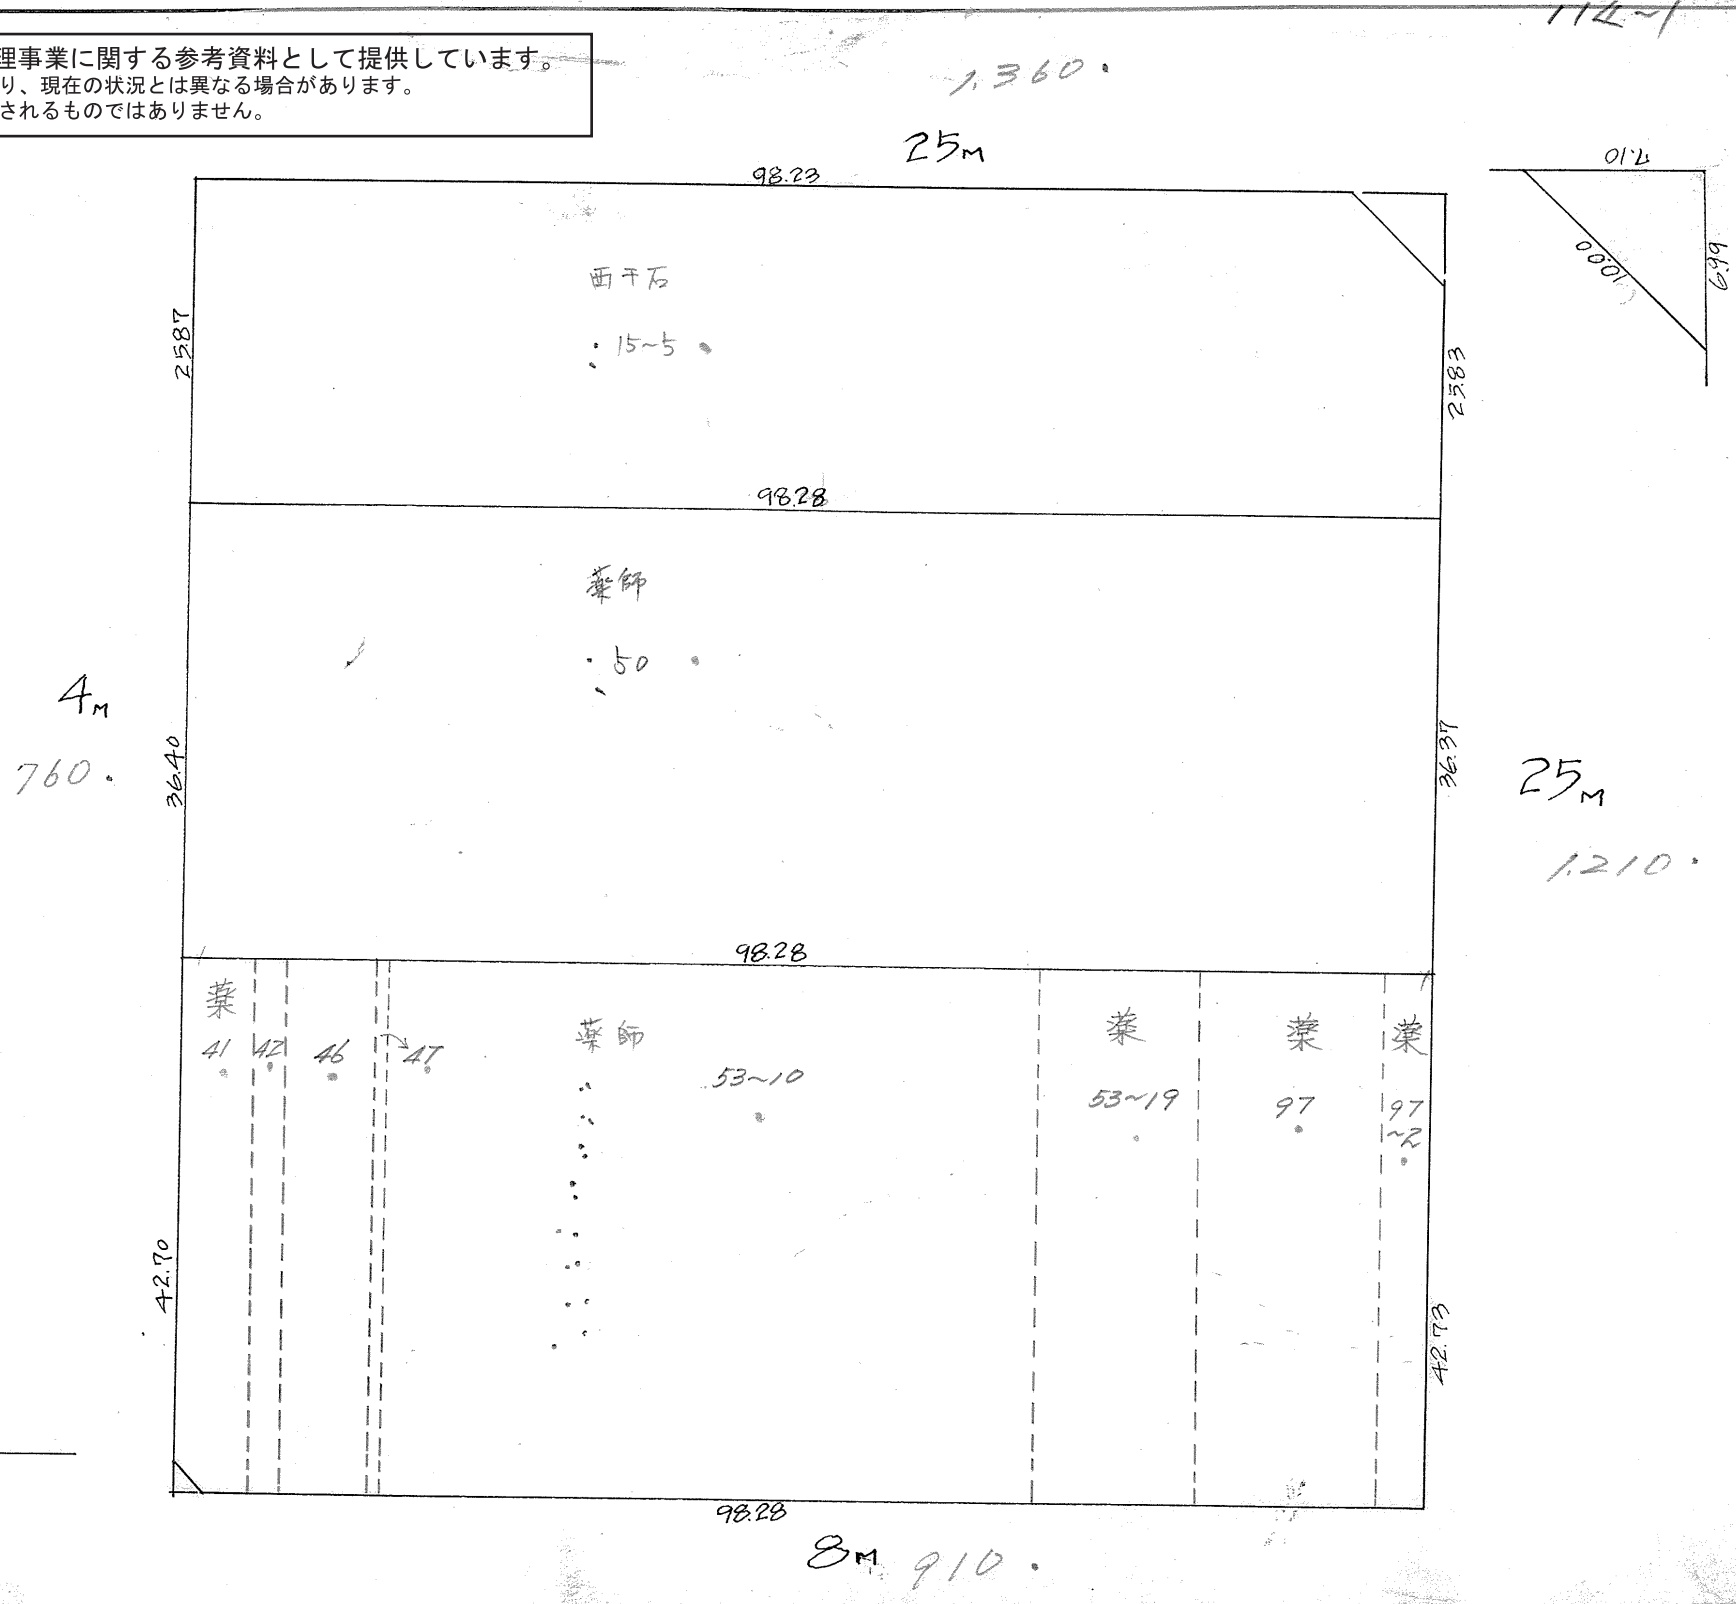 理事業に関する参考資料として提供しています。
り、現在の状況とは異なる場合があります。
されるものではありません。
1,360.
25M
98.23
7.10
10.00
6.99
西干石
15~5
25.87
25.83
98.28
薬師
50
4M
760.
36.40
36.37
25M
1.210.
98.28
薬
41
42
46
47
薬師
53~10
薬
53~19
薬
97
薬
97
~2
42.70
42.73
98.28
8M
910.